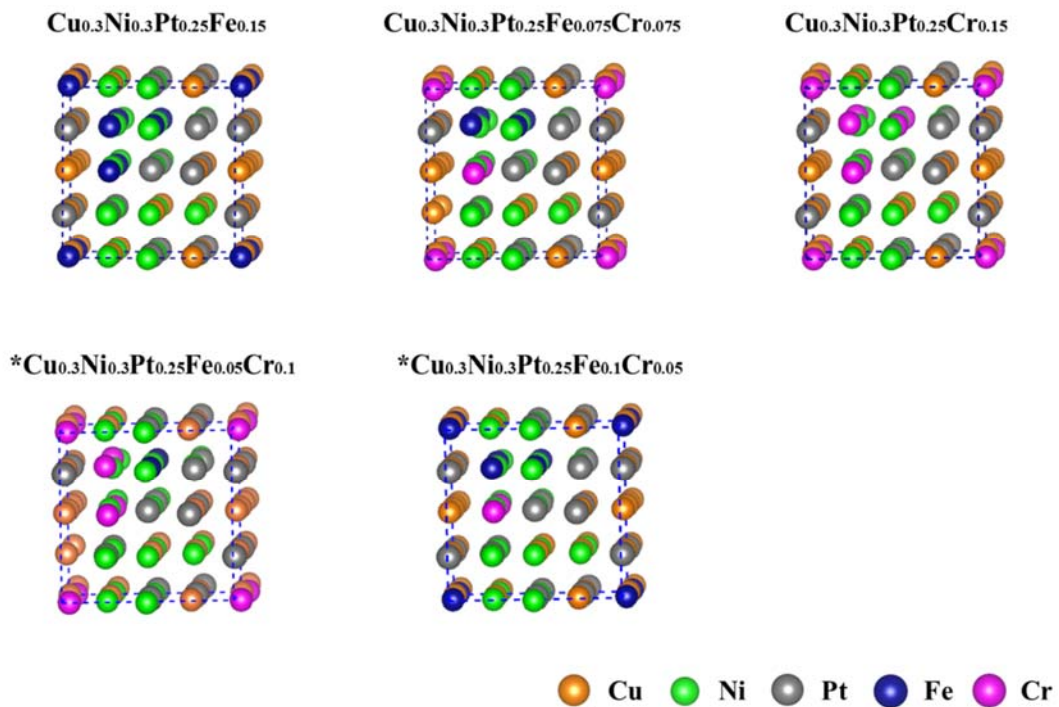 Cu0.3Ni0.3Pt0.25Fe0.15
Cu0.3Ni0.3Pt0.25Fe0.075Cr0.075
Cu0.3Ni0.3Pt0.25Cr0.15
*Cu0.3Ni0.3Pt0.25Fe0.05Cr0.1
*Cu0.3Ni0.3Pt0.25Fe0.1Cr0.05
Cu Ni Pt Fe Cr